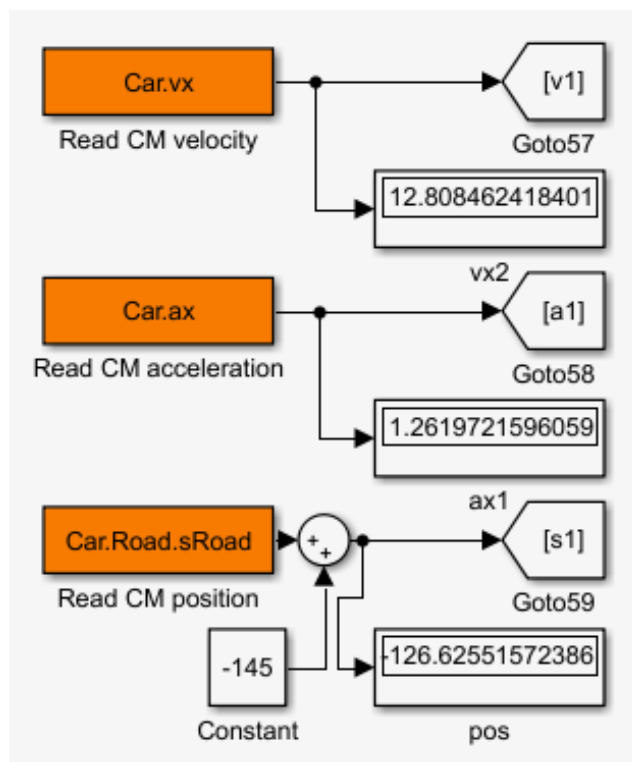 Car.vx
[v1]
Read CM velocity
Goto57
12.808462418401
vx2
Car.ax
[a1]
Read CM acceleration
Goto58
1.2619721596059
ax1
Car.Road.sRoad
+
+
[s1]
Read CM position
Goto59
-145
-126.62551572386
Constant
pos